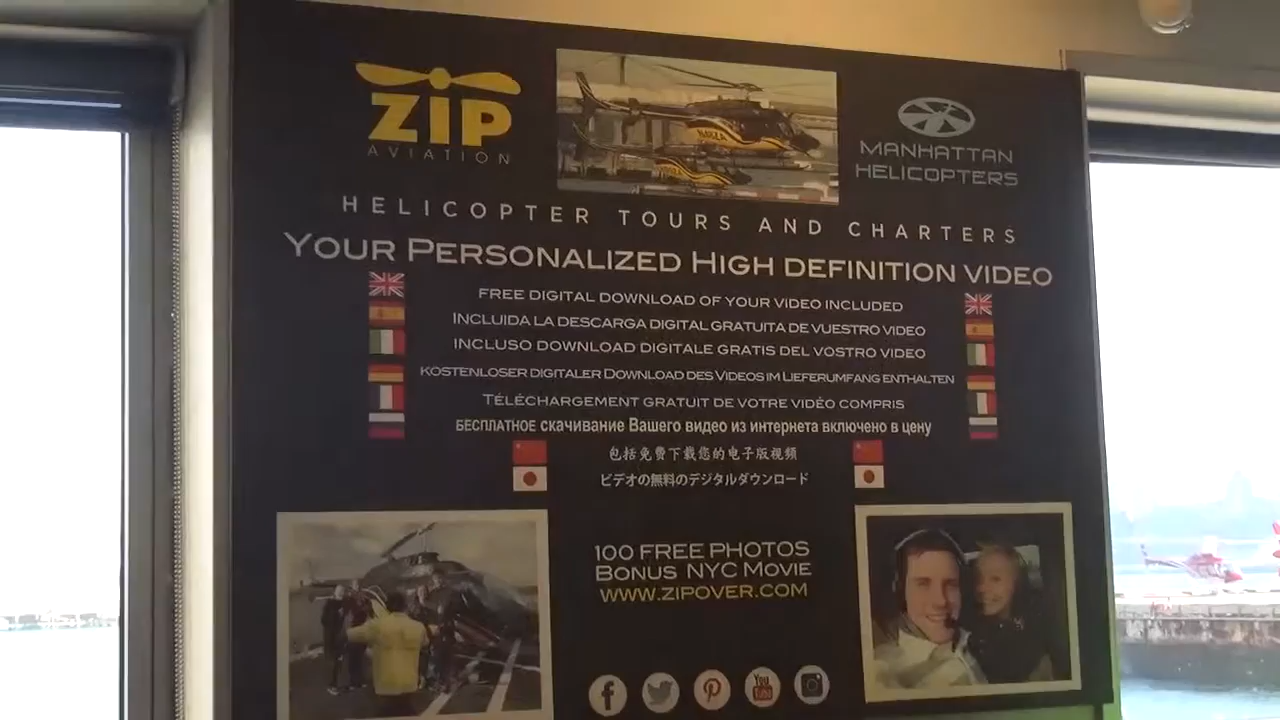 ZIP
AVIATION
N411ZA
MANHATTAN
HELICOPTERS
HELICOPTER TOURS AND CHARTERS
YOUR PERSONALIZED HIGH DEFINITION VIDEO
FREE DIGITAL DOWNLOAD OF YOUR VIDEO INCLUDED
INCLUIDA LA DESCARGA DIGITAL GRATUITA DE VUESTRO VIDEO
INCLUSO DOWNLOAD DIGITALE GRATIS DEL VOSTRO VIDEO
KOSTENLOSER DIGITALER DOWNLOAD DES VIDEOS IM LIEFERUMFANG ENTHALTEN
TÉLÉCHARGEMENT GRATUIT DE VOTRE VIDÉO COMPRIS
БЕСПЛАТНОЕ скачивание Вашего видео из интернета включено в цену
包括免费下载您的电子版视频
ビデオの無料のデジタルダウンロード
100 FREE PHOTOS
BONUS NYC MOVIE
WWW.ZIPOVER.COM
You
Tube